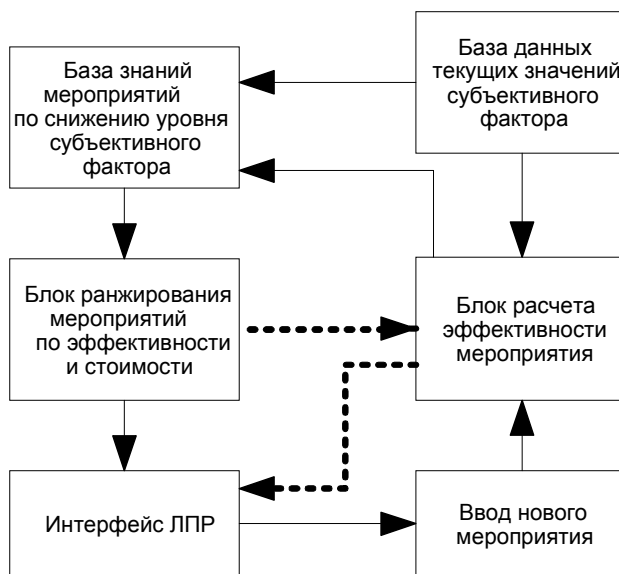 База знаний
мероприятий
по снижению уровня
субъективного
фактора
База данных
текущих значений
субъективного
фактора
Блок ранжирования
мероприятий
по эффективности
и стоимости
Блок расчета
эффективности
мероприятия
Интерфейс ЛПР
Ввод нового
мероприятия